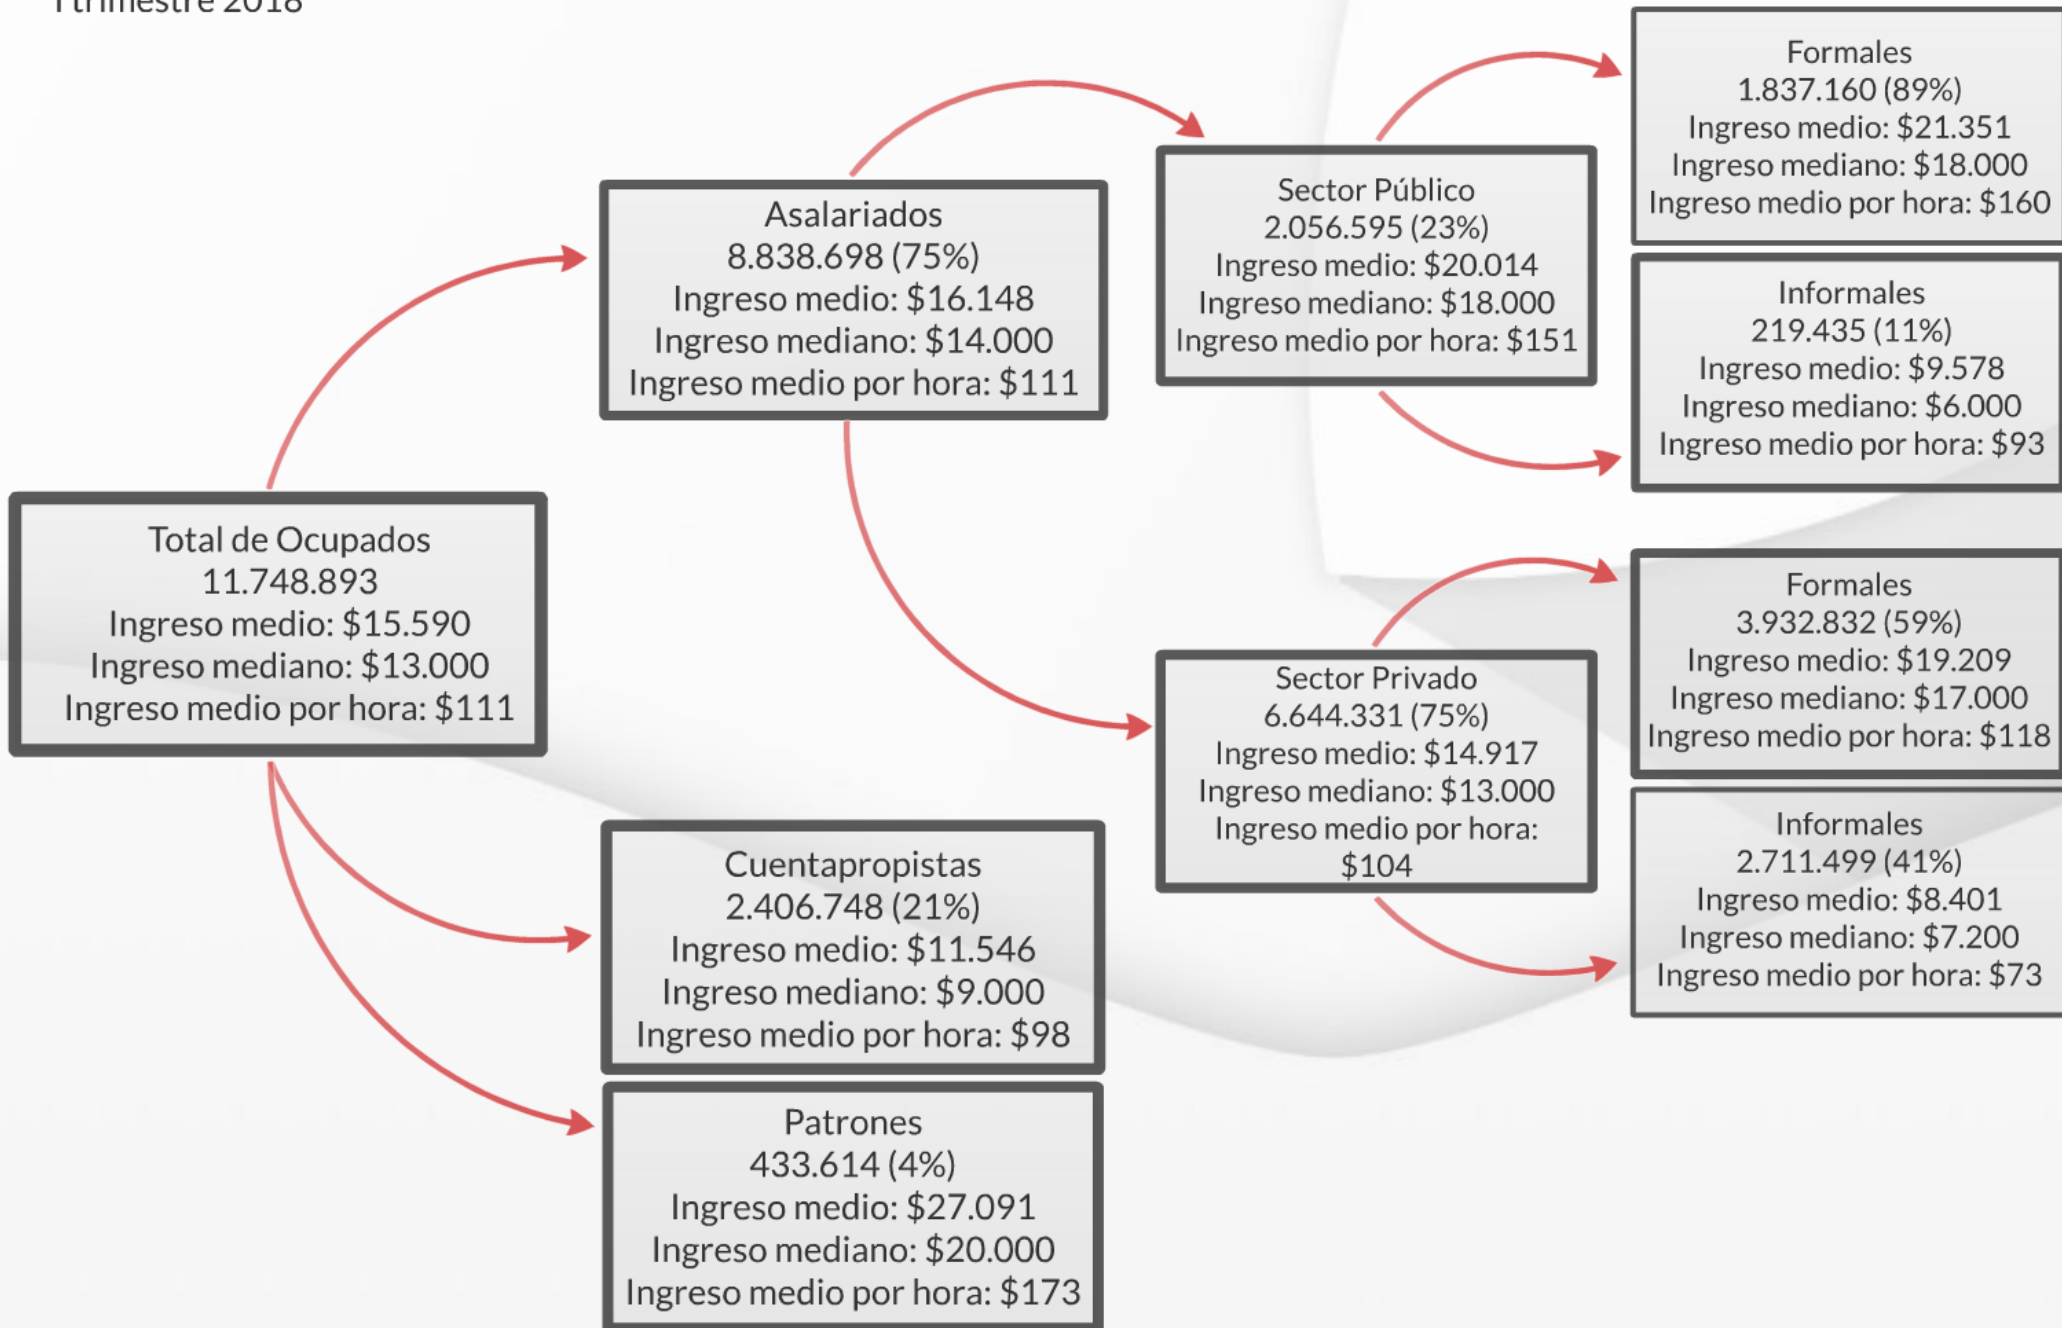 I trimestre 2018
Total de Ocupados
11.748.893
Ingreso medio: $15.590
Ingreso mediano: $13.000
Ingreso medio por hora: $111
Asalariados
8.838.698 (75%)
Ingreso medio: $16.148
Ingreso mediano: $14.000
Ingreso medio por hora: $111
Cuentapropistas
2.406.748 (21%)
Ingreso medio: $11.546
Ingreso mediano: $9.000
Ingreso medio por hora: $98
Patrones
433.614 (4%)
Ingreso medio: $27.091
Ingreso mediano: $20.000
Ingreso medio por hora: $173
Sector Público
2.056.595 (23%)
Ingreso medio: $20.014
Ingreso mediano: $18.000
Ingreso medio por hora: $151
Sector Privado
6.644.331 (75%)
Ingreso medio: $14.917
Ingreso mediano: $13.000
Ingreso medio por hora:
$104
Formales
1.837.160 (89%)
Ingreso medio: $21.351
Ingreso mediano: $18.000
Ingreso medio por hora: $160
Informales
219.435 (11%)
Ingreso medio: $9.578
Ingreso mediano: $6.000
Ingreso medio por hora: $93
Formales
3.932.832 (59%)
Ingreso medio: $19.209
Ingreso mediano: $17.000
Ingreso medio por hora: $118
Informales
2.711.499 (41%)
Ingreso medio: $8.401
Ingreso mediano: $7.200
Ingreso medio por hora: $73